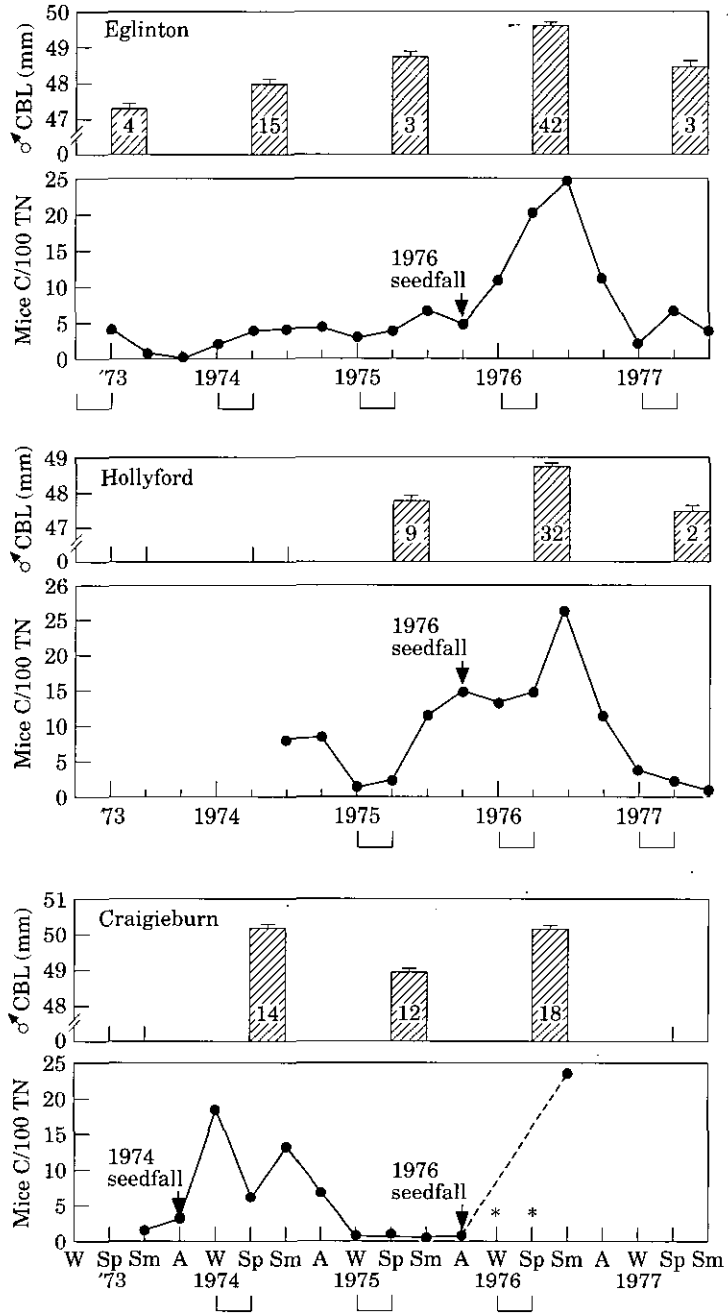 Eglinton
♂ CBL (mm)
50
49
48
47
0
4
15
3
42
3
Mice C/100 TN
25
20
15
10
5
0
1976
seedfall
'73 1974 1975 1976 1977
Hollyford
♂ CBL (mm)
49
48
47
0
9
32
2
Mice C/100 TN
26
25
20
15
10
5
0
1976
seedfall
'73 1974 1975 1976 1977
Craigieburn
♂ CBL (mm)
51
50
49
48
0
14
12
18
Mice C/100 TN
25
20
15
10
5
0
1974
seedfall
1976
seedfall
* *
W Sp Sm A W Sp Sm A W Sp Sm A W Sp Sm A W Sp Sm
'73 1974 1975 1976 1977